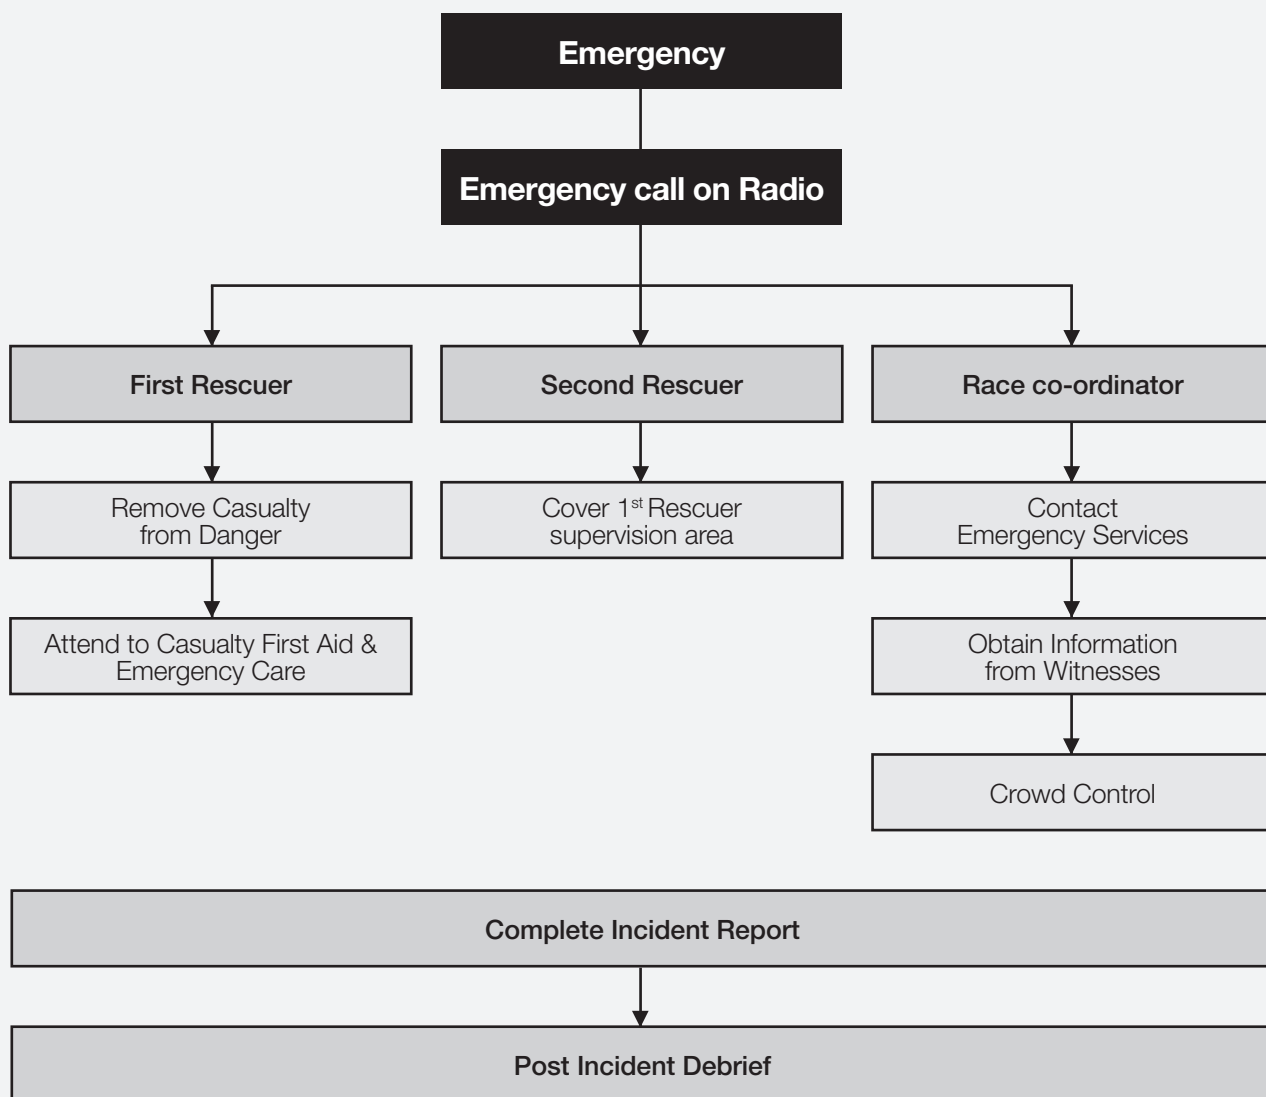 Emergency
Emergency call on Radio
First Rescuer
Second Rescuer
Race co-ordinator
Remove Casualty
from Danger
Cover 1st Rescuer
supervision area
Contact
Emergency Services
Attend to Casualty First Aid &
Emergency Care
Obtain Information
from Witnesses
Crowd Control
Complete Incident Report
Post Incident Debrief